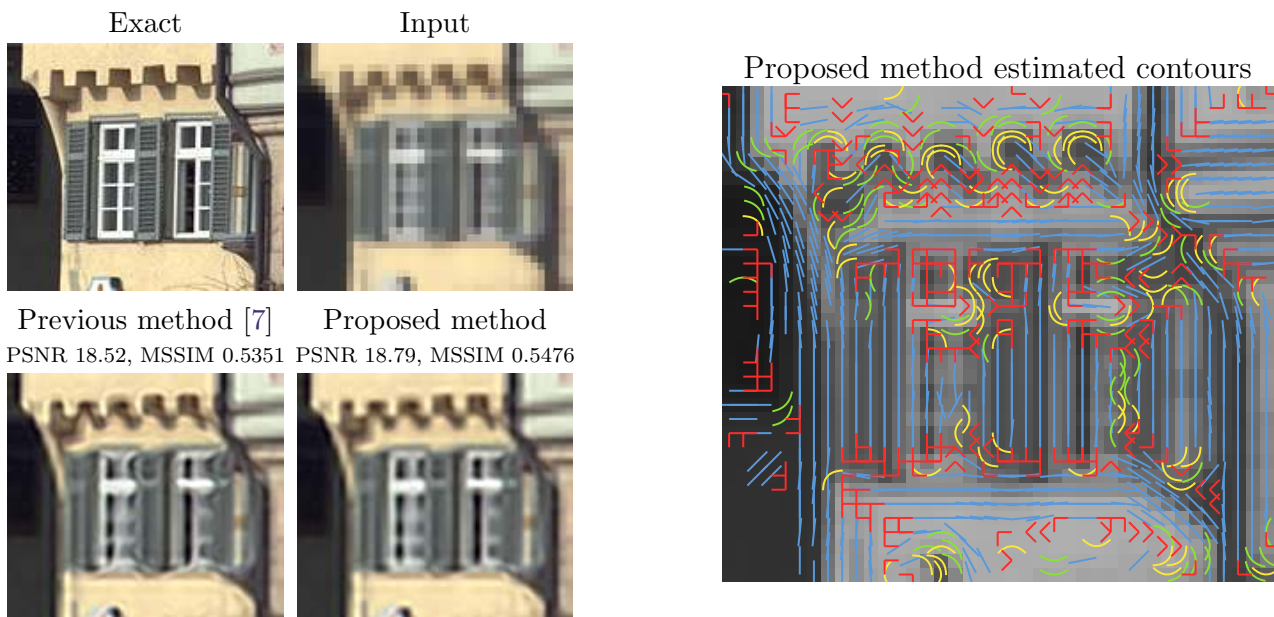 Exact
Input
Previous method [7]
PSNR 18.52, MSSIM 0.5351
Proposed method
PSNR 18.79, MSSIM 0.5476
Proposed method estimated contours